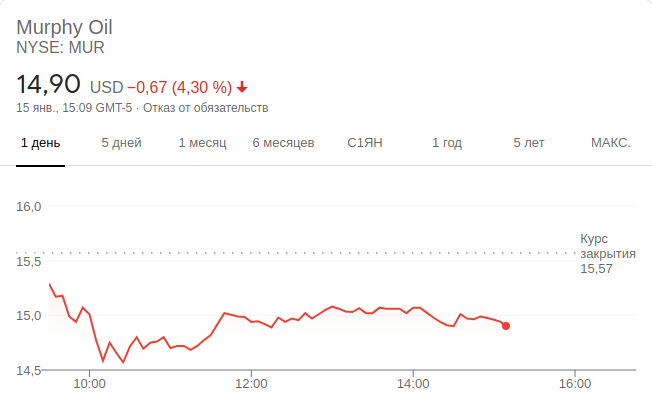 Murphy Oil
NYSE: MUR
14,90 USD −0,67 (4,30 %)
15 янв., 15:09 GMT-5 · Отказ от обязательств
1 день 5 дней 1 месяц 6 месяцев С1ЯН 1 год 5 лет МАКС.
16,0
Курс
закрытия
15,57
15,5
15,0
14,5
10:00 12:00 14:00 16:00